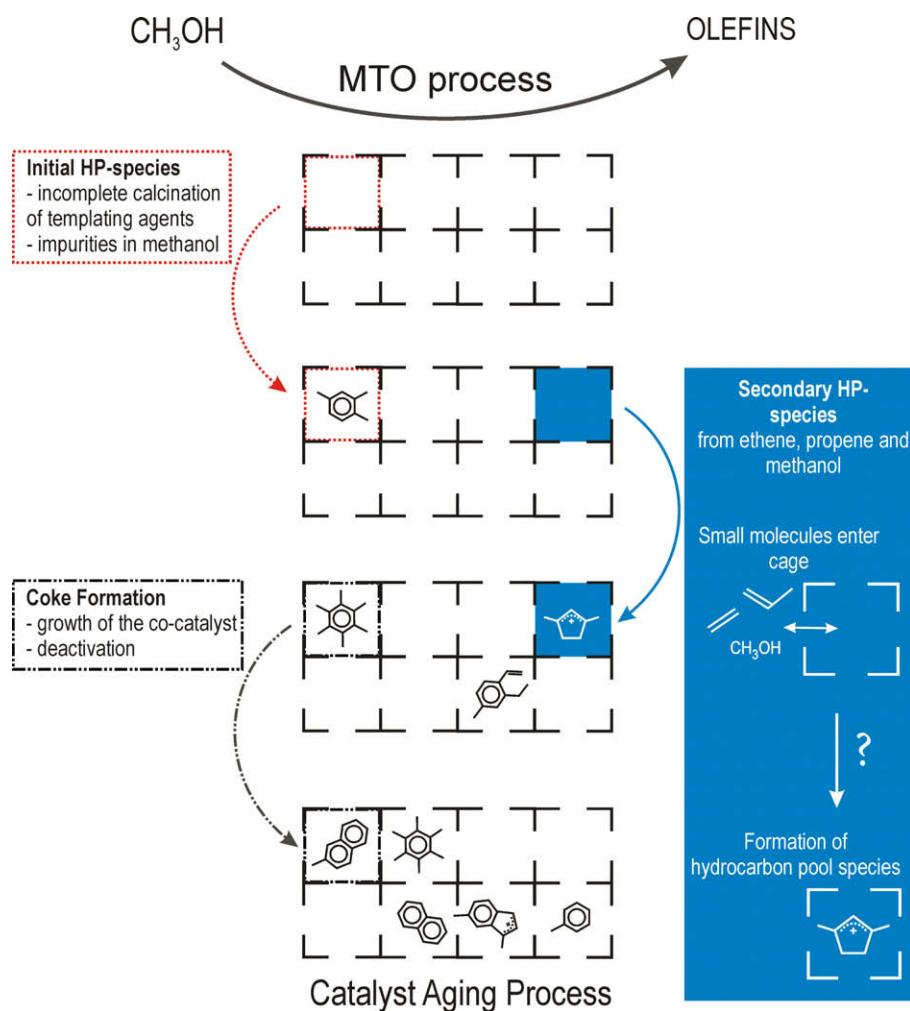 CH₃OH
OLEFINS
MTO process
Initial HP-species
- incomplete calcination
of templating agents
- impurities in methanol
Secondary HP-
species
from ethene, propene and
methanol
Small molecules enter
cage
CH₃OH
Coke Formation
- growth of the co-catalyst
- deactivation
+
?
Formation of
hydrocarbon pool species
+
+
Catalyst Aging Process